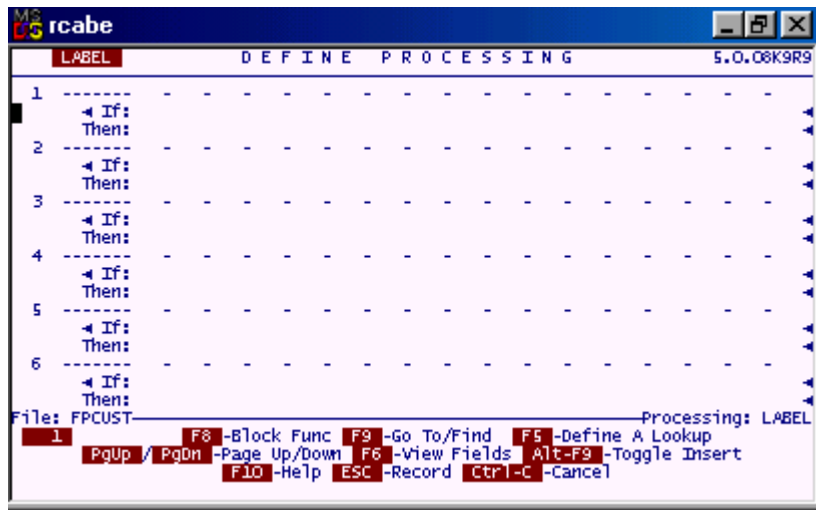 MS DOS rcabe
LABEL D E F I N E P R O C E S S I N G 5.0.08K9R9
1 ------- - - - - - - - - - - - - - - - -
◄ If: ◄
Then: ◄
2 ------- - - - - - - - - - - - - - - - -
◄ If: ◄
Then: ◄
3 ------- - - - - - - - - - - - - - - - -
◄ If: ◄
Then: ◄
4 ------- - - - - - - - - - - - - - - - -
◄ If: ◄
Then: ◄
5 ------- - - - - - - - - - - - - - - - -
◄ If: ◄
Then: ◄
6 ------- - - - - - - - - - - - - - - - -
◄ If: ◄
Then: ◄
File: FPCUST Processing: LABEL
1 F8 -Block Func F9 -Go To/Find F5 -Define A Lookup
PgUp / PgDn -Page Up/Down F6 -View Fields Alt-F9 -Toggle Insert
F10 -Help ESC -Record Ctrl-C -Cancel